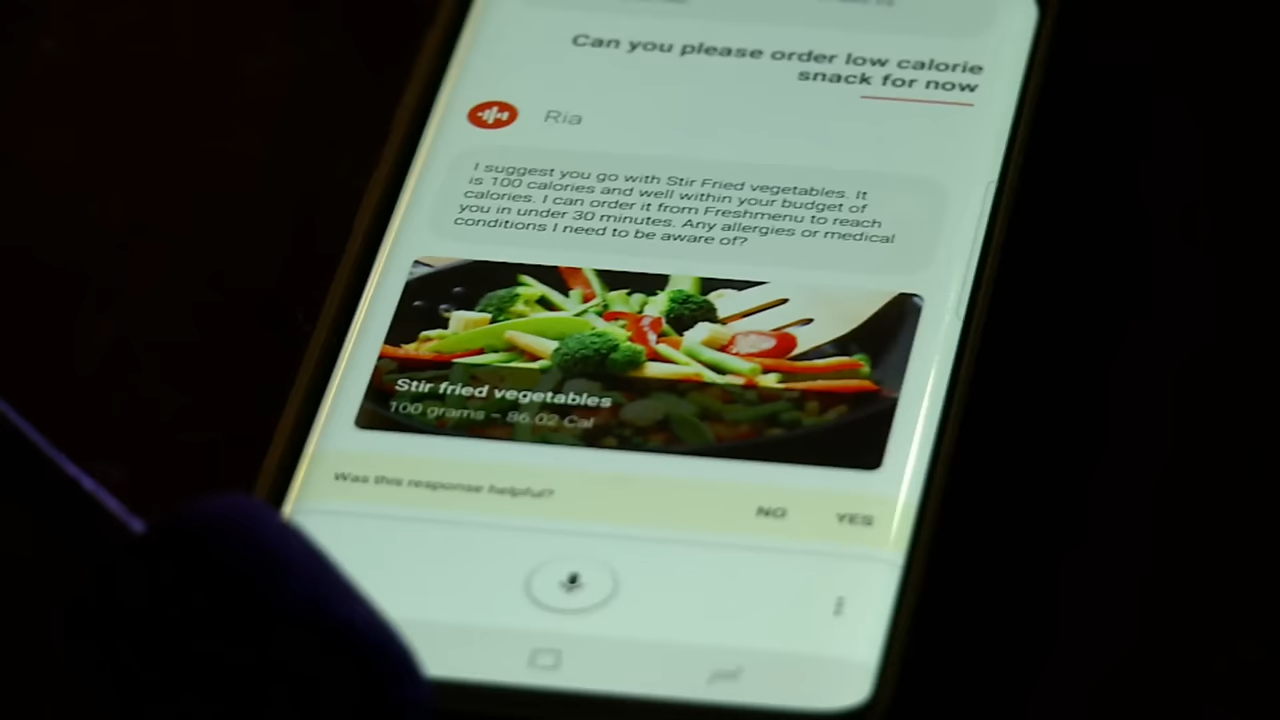 Can you please order low calorie
snack for now
Ria
I suggest you go with Stir Fried vegetables. It
is 100 calories and well within your budget of
calories. I can order it from Freshmenu to reach
you in under 30 minutes. Any allergies or medical
conditions I need to be aware of?
Stir fried vegetables
100 grams – 86.02 Cal
Was this response helpful?
NO YES